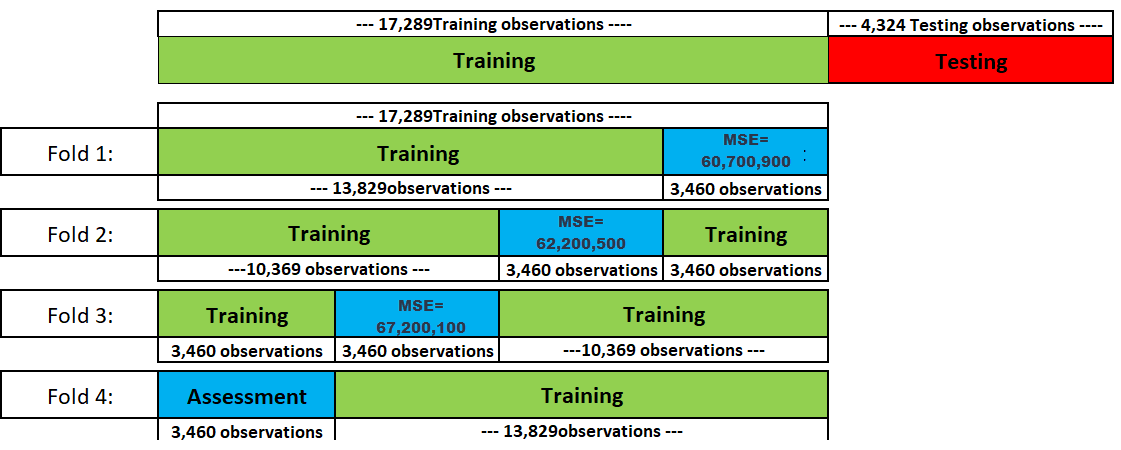 --- 17,289Training observations ----
--- 4,324 Testing observations ----
Training
Testing
--- 17,289Training observations ----
Fold 1:
Training
MSE=
60,700,900 :
--- 13,829observations ---
3,460 observations
Fold 2:
Training
MSE=
62,200,500
Training
---10,369 observations ---
3,460 observations
3,460 observations
Fold 3:
Training
MSE=
67,200,100
Training
3,460 observations
3,460 observations
---10,369 observations ---
Fold 4:
Assessment
Training
3,460 observations
--- 13,829observations ---